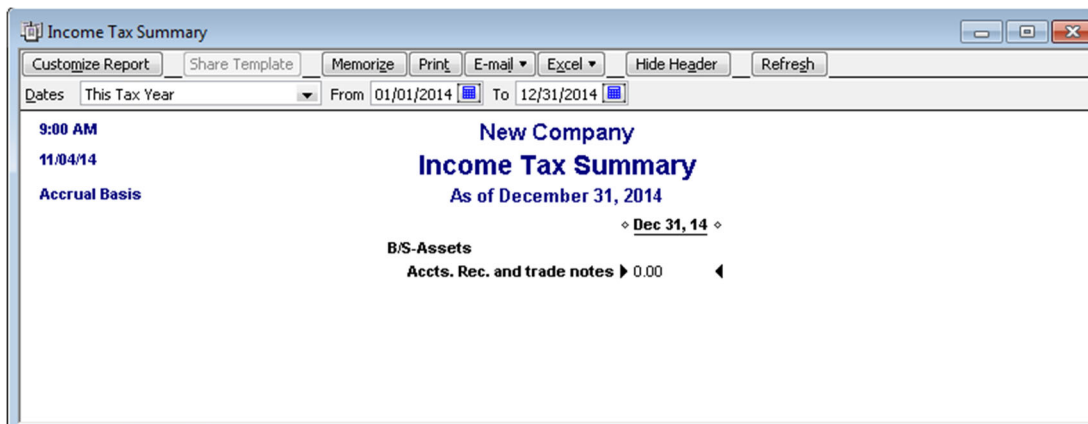 Income Tax Summary
Customize Report Share Template Memorize Print E-mail Excel Hide Header Refresh
Dates This Tax Year From 01/01/2014 To 12/31/2014
9:00 AM New Company
11/04/14 Income Tax Summary
Accrual Basis As of December 31, 2014
Dec 31, 14
B/S-Assets
Accts. Rec. and trade notes 0.00